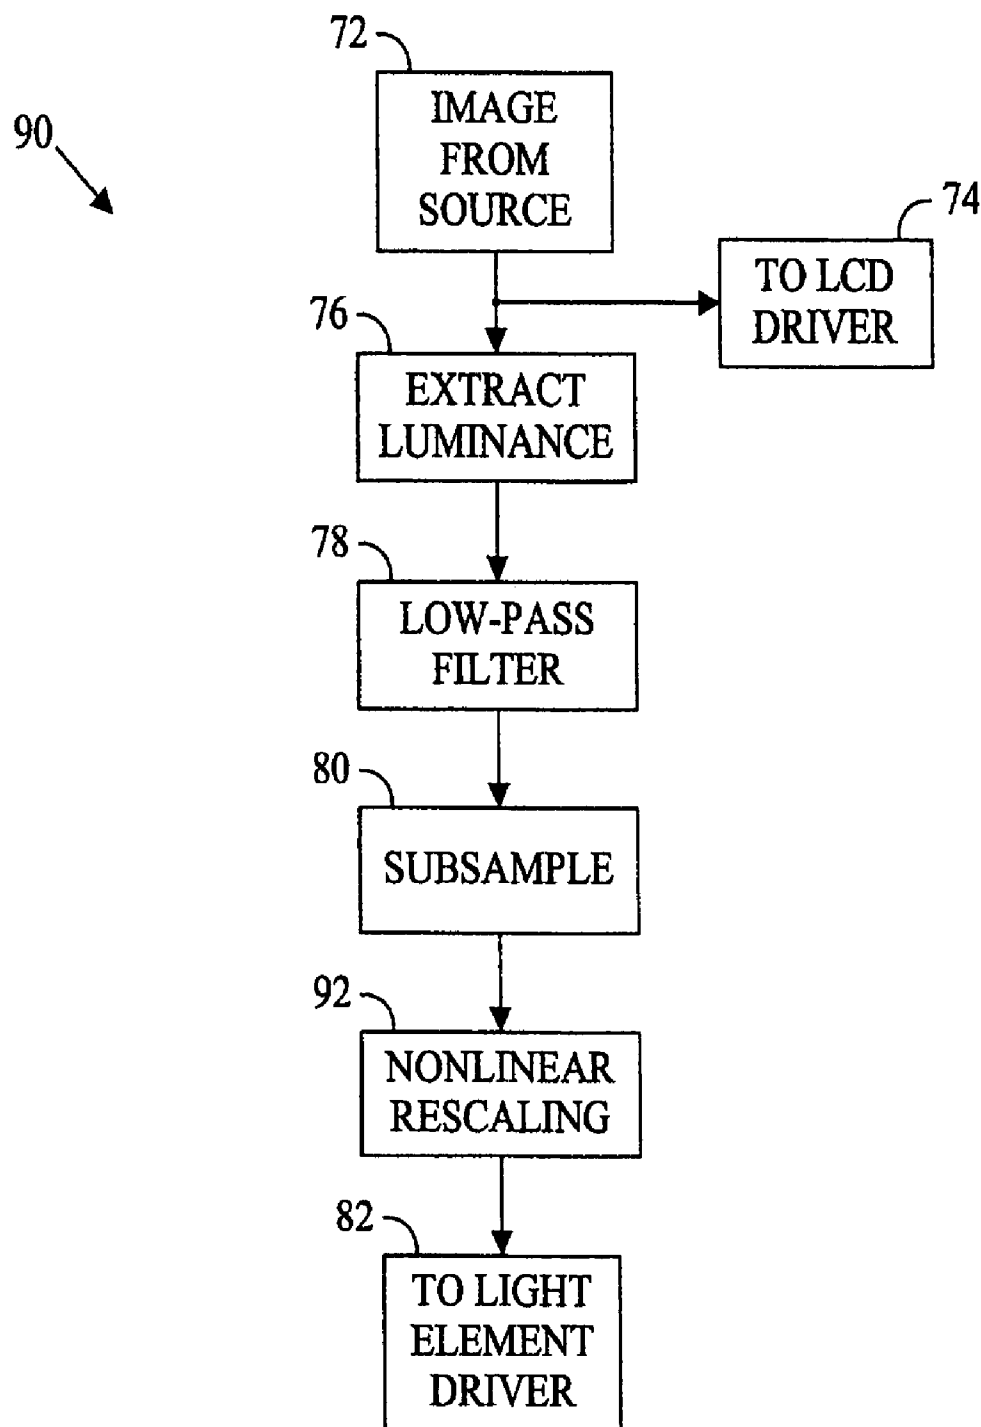 72
IMAGE
FROM
SOURCE
90
74
TO LCD
DRIVER
76
EXTRACT
LUMINANCE
78
LOW-PASS
FILTER
80
SUBSAMPLE
92
NONLINEAR
RESCALING
82
TO LIGHT
ELEMENT
DRIVER